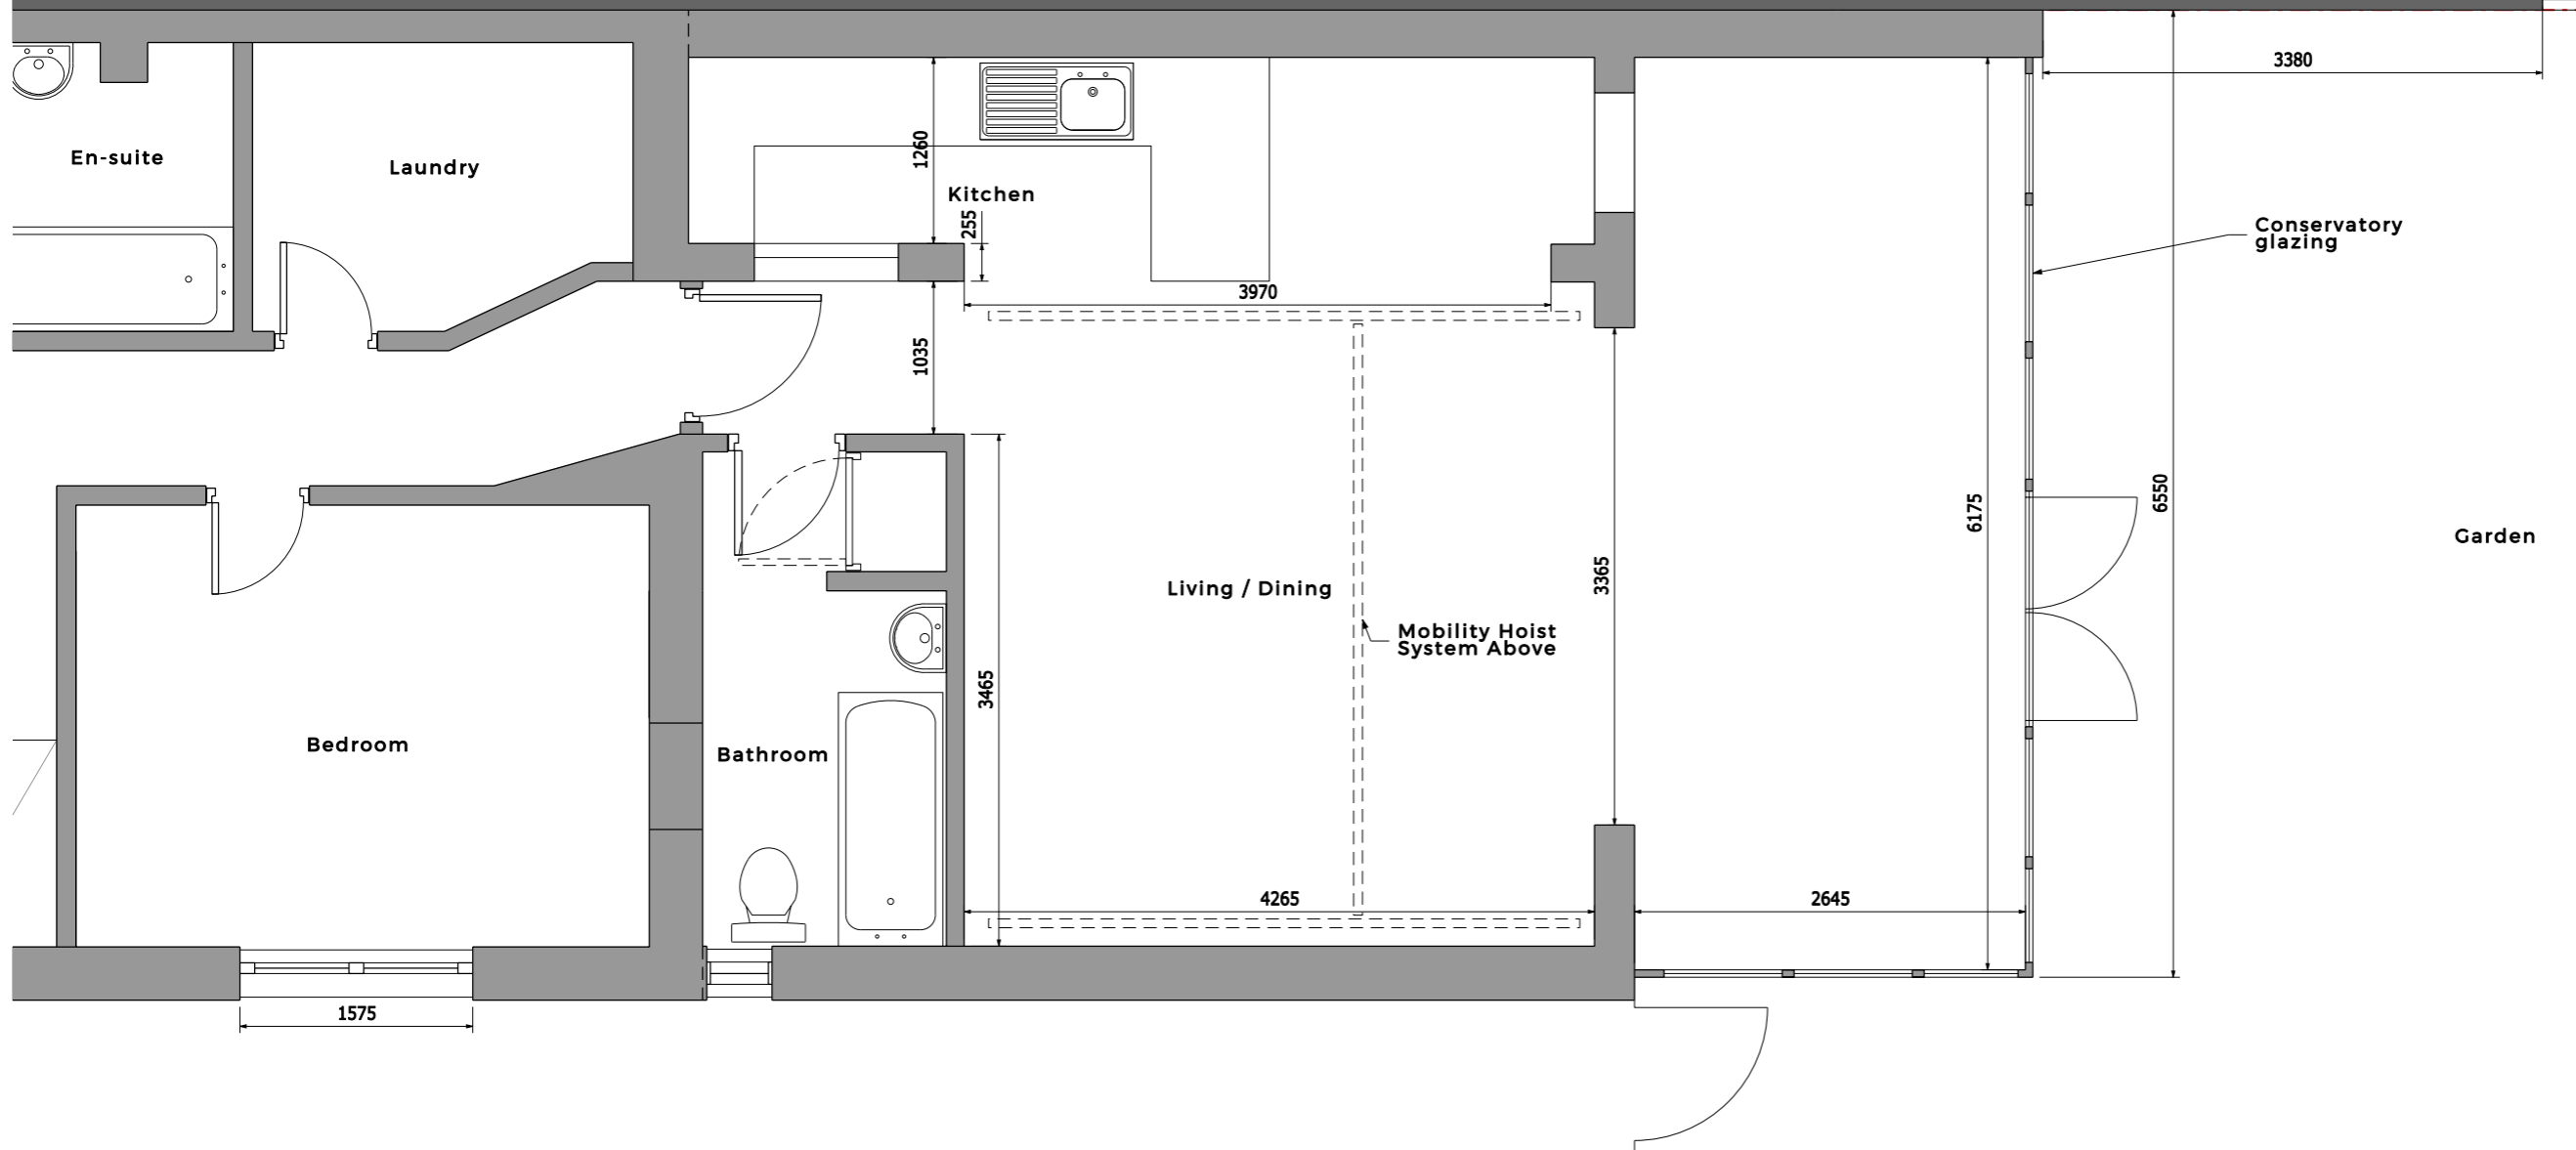 3380
En-suite
Laundry
1260
Kitchen
255
Conservatory
glazing
3970
1035
6175
6550
Garden
3365
Living / Dining
Mobility Hoist
System Above
3465
Bedroom
Bathroom
4265
2645
1575